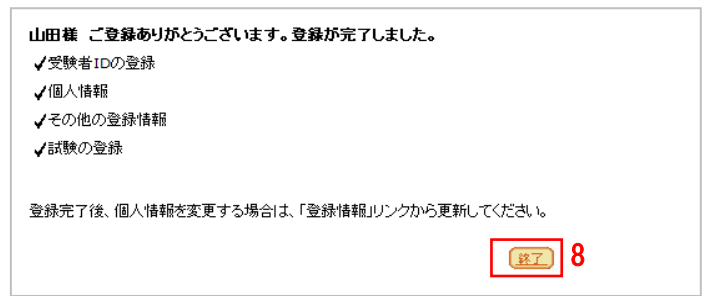 山田様 ご登録ありがとうございます。登録が完了しました。
✓受験者IDの登録
✓個人情報
✓その他の登録情報
✓試験の登録
登録完了後、個人情報を変更する場合は、「登録情報」リンクから更新してください。
終了 8